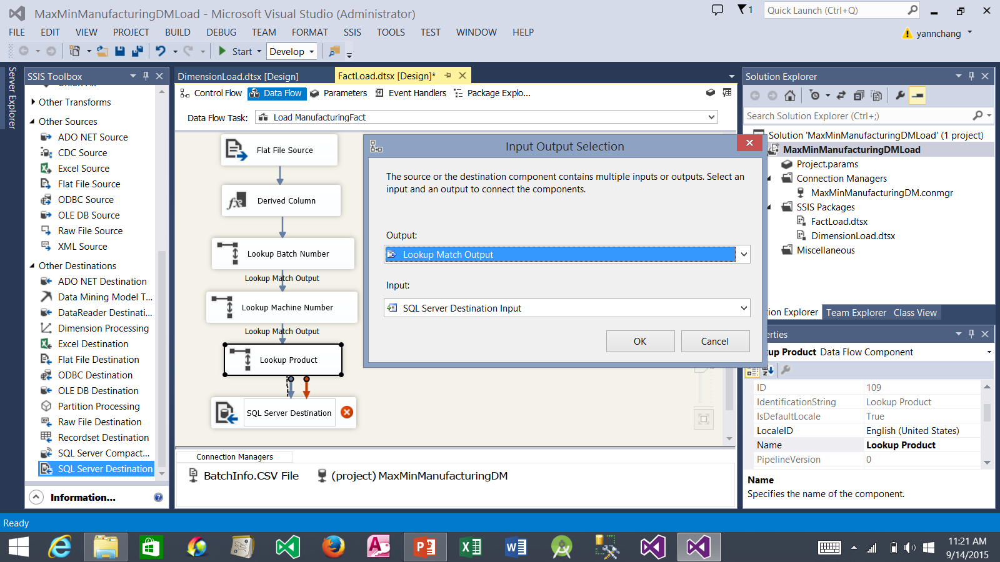 MaxMinManufacturingDMLoad - Microsoft Visual Studio (Administrator)
1
Quick Launch (Ctrl+Q)
FILE EDIT VIEW PROJECT BUILD DEBUG TEAM FORMAT SSIS TOOLS TEST WINDOW HELP
yannchang
Start
Develop
Server Explorer
SSIS Toolbox
Other Transforms
Other Sources
ADO NET Source
CDC Source
Excel Source
Flat File Source
ODBC Source
OLE DB Source
Raw File Source
XML Source
Other Destinations
ADO NET Destination
Data Mining Model T...
DataReader Destinati...
Dimension Processing
Excel Destination
Flat File Destination
ODBC Destination
OLE DB Destination
Partition Processing
Raw File Destination
Recordset Destination
SQL Server Compact...
SQL Server Destination
Information...
DimensionLoad.dtsx [Design]
FactLoad.dtsx [Design]*
Control Flow
Data Flow
Parameters
Event Handlers
Package Explo...
Data Flow Task:
Load ManufacturingFact
Flat File Source
Derived Column
Lookup Batch Number
Lookup Match Output
Lookup Machine Number
Lookup Match Output
Lookup Product
SQL Server Destination
Input Output Selection
The source or the destination component contains multiple inputs or outputs. Select an
input and an output to connect the components.
Output:
Lookup Match Output
Input:
SQL Server Destination Input
OK
Cancel
Connection Managers
BatchInfo.CSV File
(project) MaxMinManufacturingDM
Solution Explorer
Search Solution Explorer (Ctrl+;)
Solution 'MaxMinManufacturingDMLoad' (1 project)
MaxMinManufacturingDMLoad
Project.params
Connection Managers
MaxMinManufacturingDM.conmgr
SSIS Packages
FactLoad.dtsx
DimensionLoad.dtsx
Miscellaneous
ion Explorer
Team Explorer
Class View
erties
up Product Data Flow Component
ID 109
IdentificationString Lookup Product
IsDefaultLocale True
LocaleID English (United States)
Name Lookup Product
PipelineVersion 0
Name
Specifies the name of the component.
Ready
11:21 AM
9/14/2015